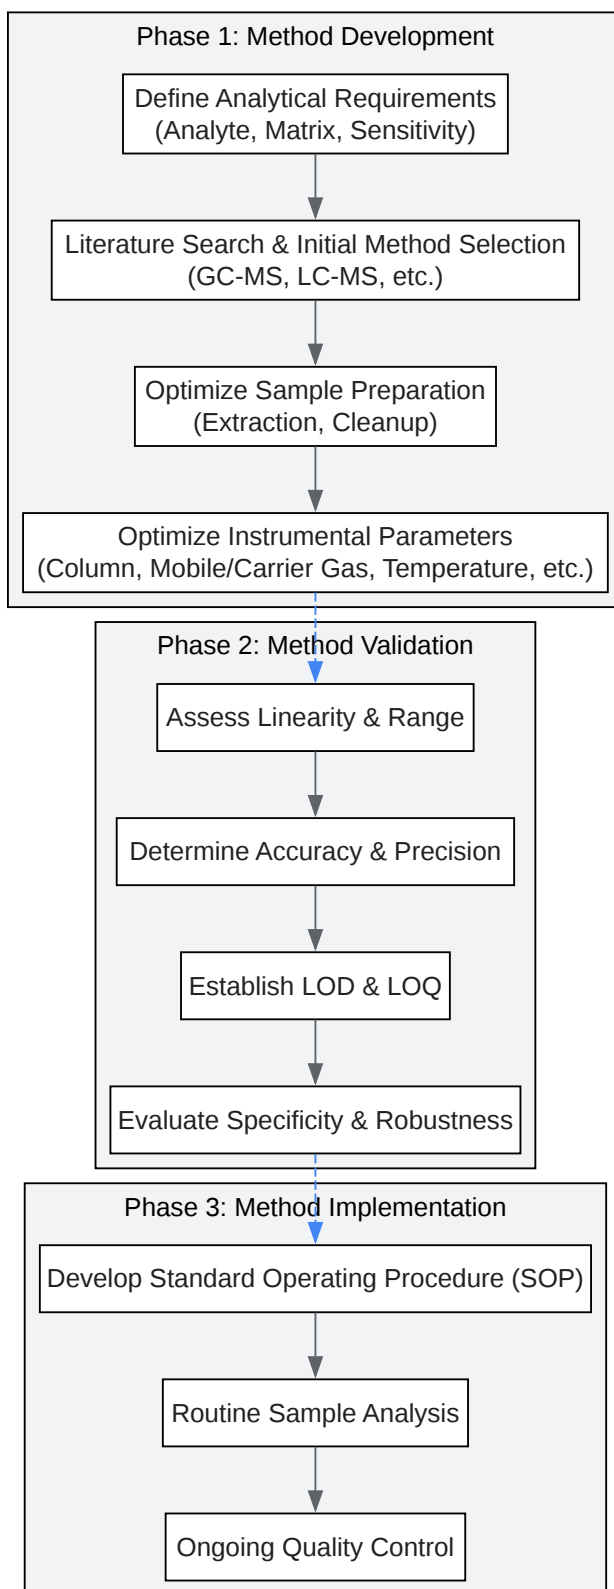 Phase 1: Method Development
Define Analytical Requirements
(Analyte, Matrix, Sensitivity)
Literature Search & Initial Method Selection
(GC-MS, LC-MS, etc.)
Optimize Sample Preparation
(Extraction, Cleanup)
Optimize Instrumental Parameters
(Column, Mobile/Carrier Gas, Temperature, etc.)
Phase 2: Method Validation
Assess Linearity & Range
Determine Accuracy & Precision
Establish LOD & LOQ
Evaluate Specificity & Robustness
Phase 3: Method Implementation
Develop Standard Operating Procedure (SOP)
Routine Sample Analysis
Ongoing Quality Control